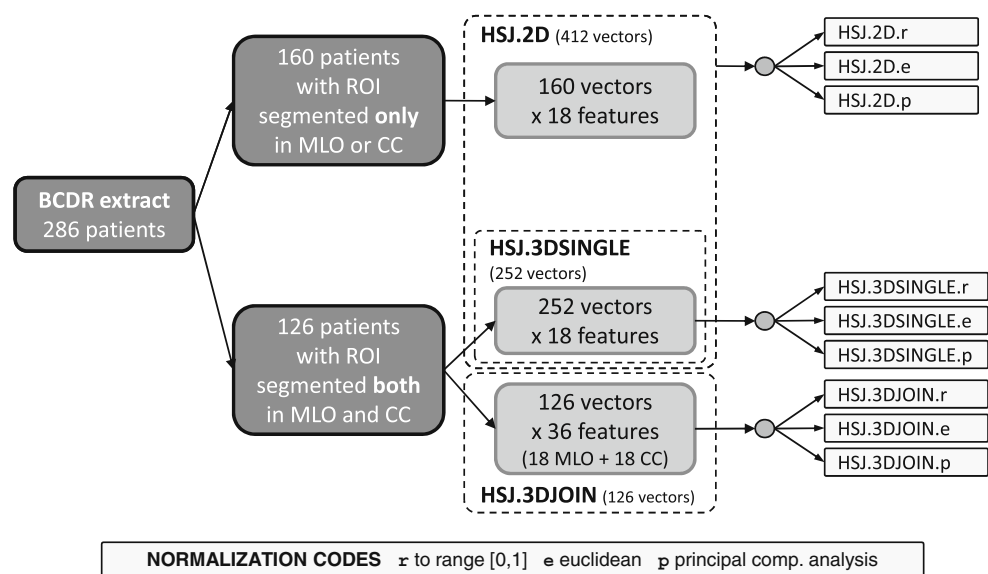 BCDR extract
286 patients
160 patients
with ROI
segmented only
in MLO or CC
126 patients
with ROI
segmented both
in MLO and CC
HSJ.2D (412 vectors)
160 vectors
x 18 features
HSJ.3DSINGLE
(252 vectors)
252 vectors
x 18 features
126 vectors
x 36 features
(18 MLO + 18 CC)
HSJ.3DJOIN (126 vectors)
HSJ.2D.r
HSJ.2D.e
HSJ.2D.p
HSJ.3DSINGLE.r
HSJ.3DSINGLE.e
HSJ.3DSINGLE.p
HSJ.3DJOIN.r
HSJ.3DJOIN.e
HSJ.3DJOIN.p
NORMALIZATION CODES r to range [0,1] e euclidean p principal comp. analysis